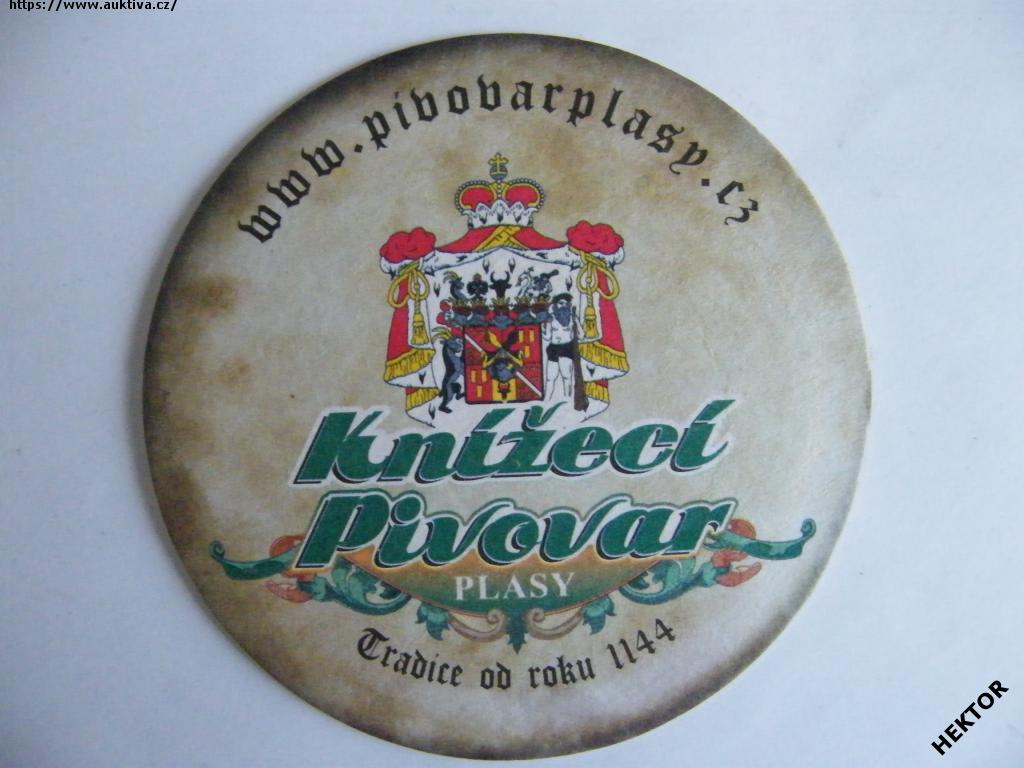 https://www.auktiva.cz/
www.pivovarplasy.cz
Knížecí
Pivovar
PLASY
Tradice od roku 1144
HEKTOR